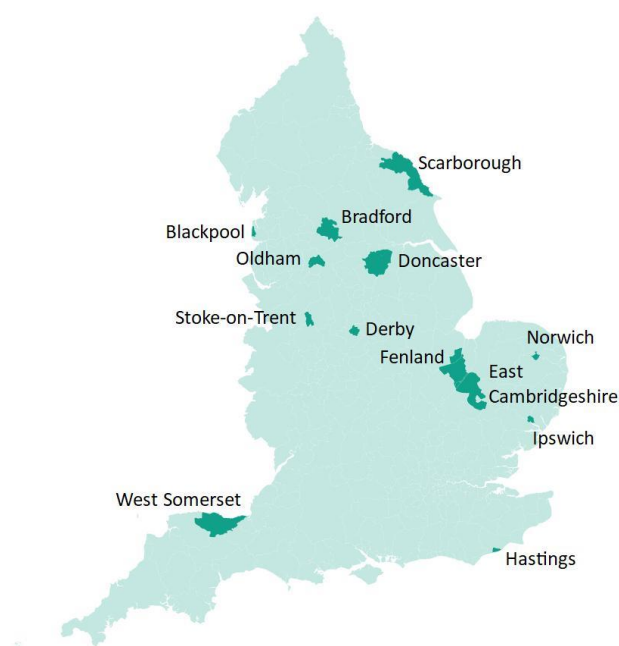 Scarborough
Bradford
Blackpool
Oldham
Doncaster
Stoke-on-Trent
Derby
Norwich
Fenland
East
Cambridgeshire
Ipswich
West Somerset
Hastings